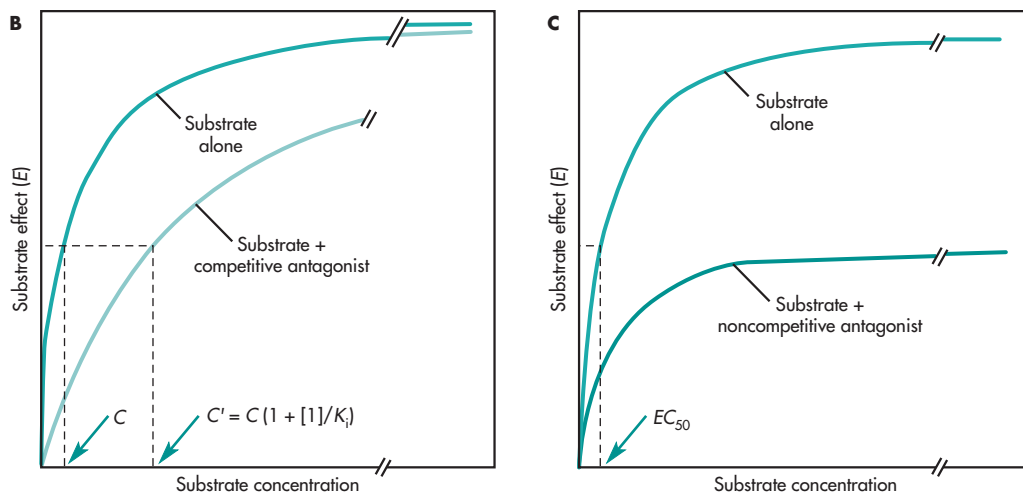 B
Substrate effect (E)
Substrate
alone
Substrate +
competitive antagonist
C
C' = C (1 + [1]/Ki)
Substrate concentration
C
Substrate effect (E)
Substrate
alone
Substrate +
noncompetitive antagonist
EC50
Substrate concentration